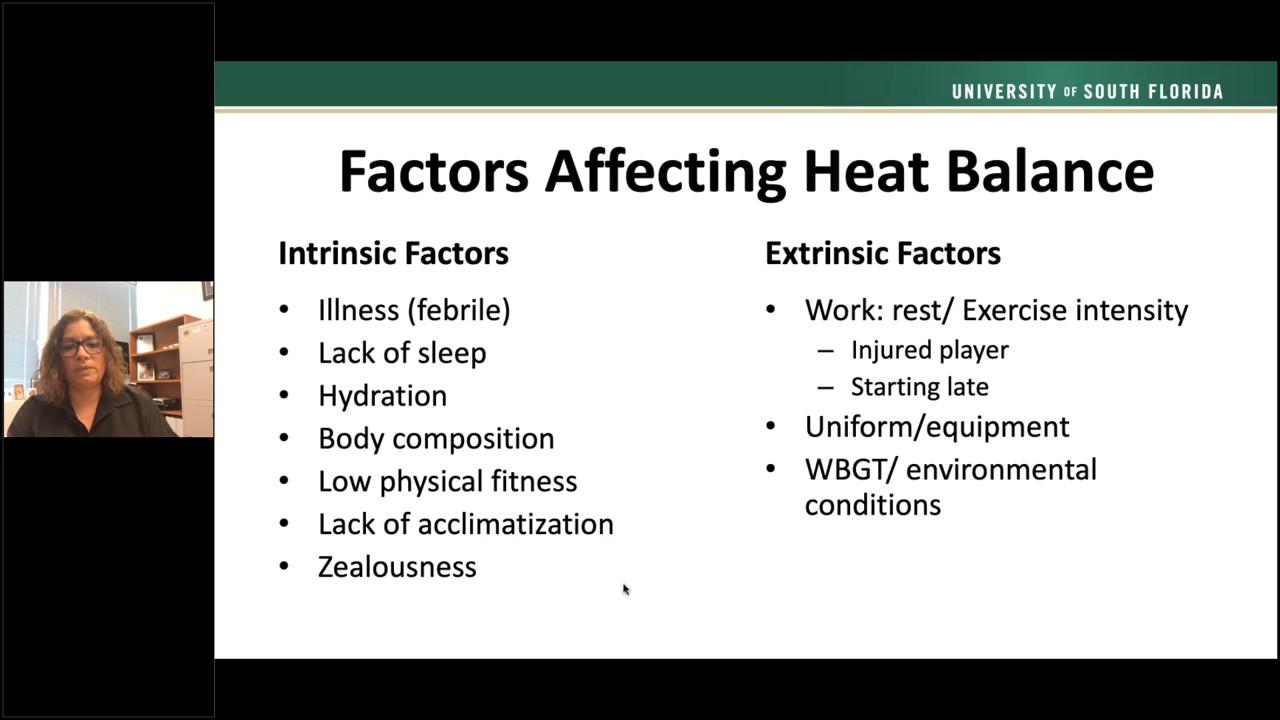 UNIVERSITY OF SOUTH FLORIDA
Factors Affecting Heat Balance
Intrinsic Factors
• Illness (febrile)
• Lack of sleep
• Hydration
• Body composition
• Low physical fitness
• Lack of acclimatization
• Zealousness
Extrinsic Factors
• Work: rest/ Exercise intensity
– Injured player
– Starting late
• Uniform/equipment
• WBGT/ environmental
conditions